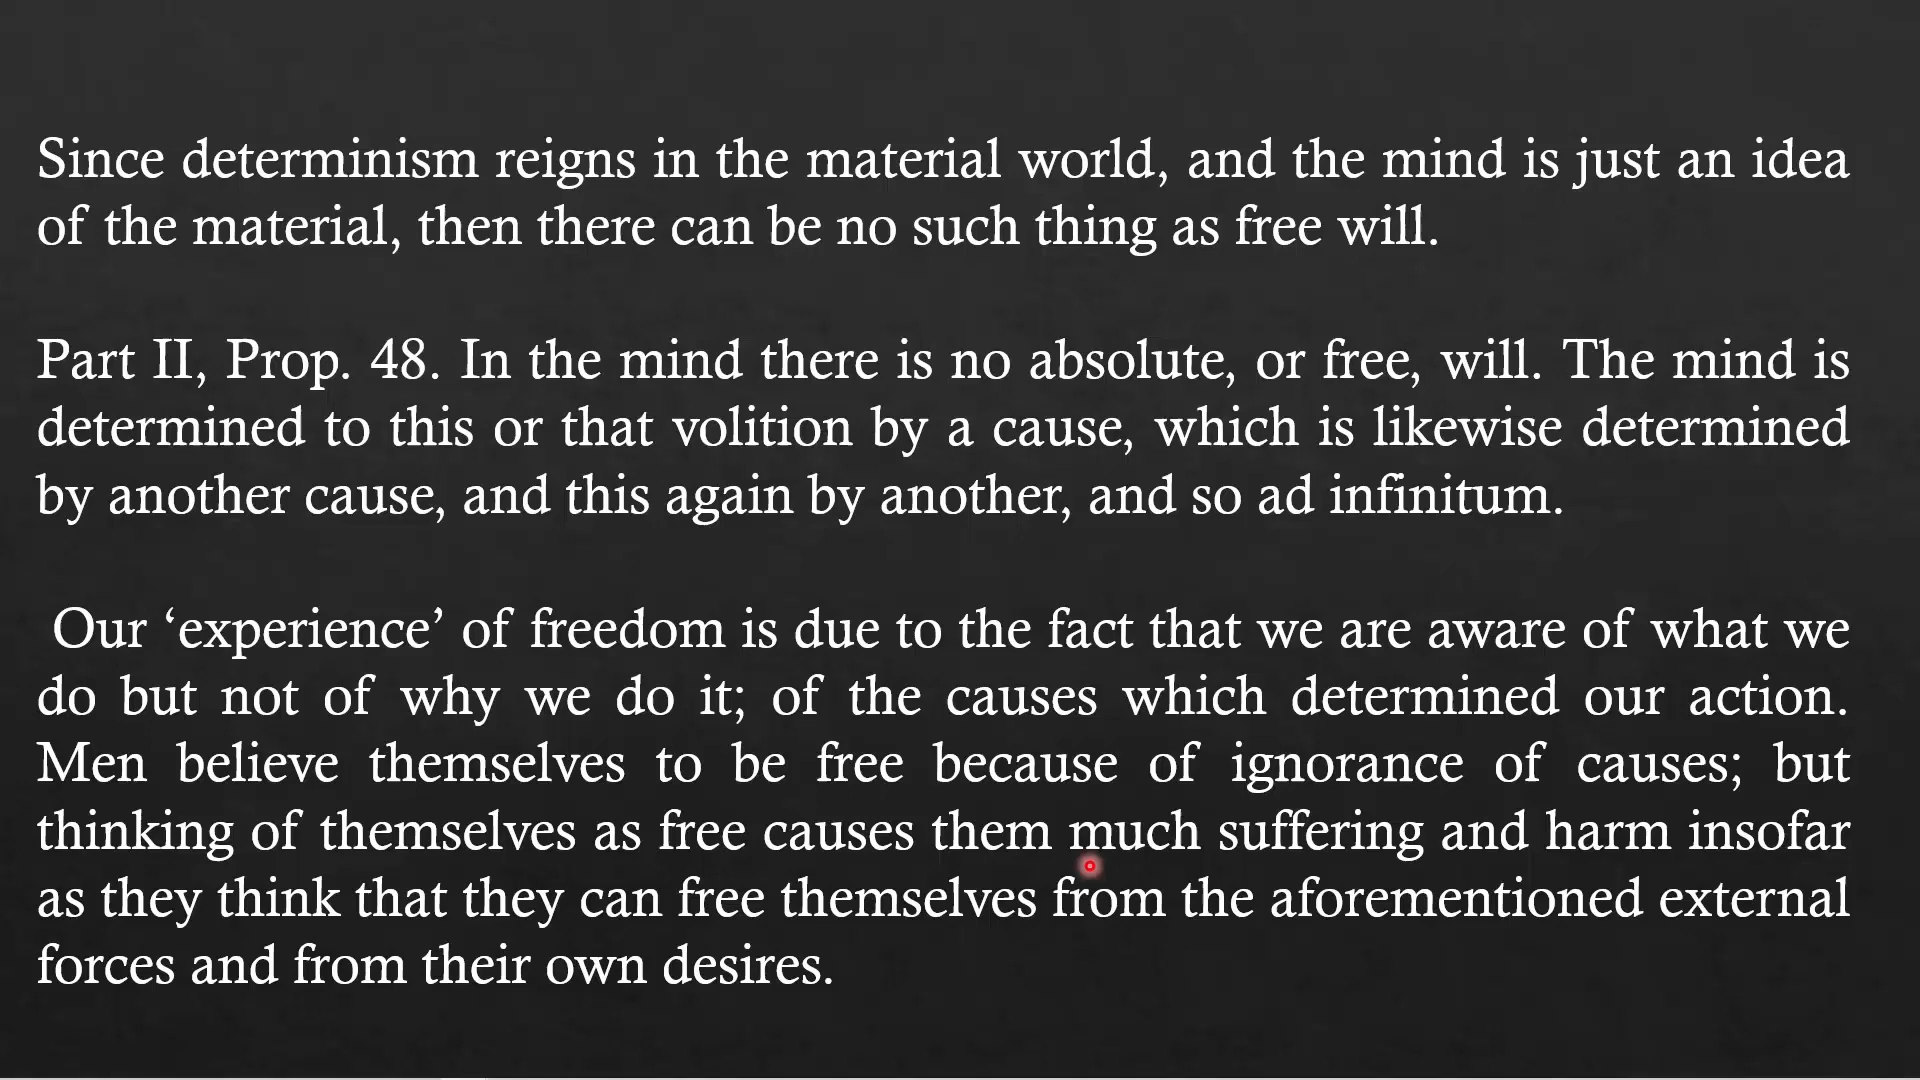 Since determinism reigns in the material world, and the mind is just an idea
of the material, then there can be no such thing as free will.
Part II, Prop. 48. In the mind there is no absolute, or free, will. The mind is
determined to this or that volition by a cause, which is likewise determined
by another cause, and this again by another, and so ad infinitum.
Our ‘experience’ of freedom is due to the fact that we are aware of what we
do but not of why we do it; of the causes which determined our action.
Men believe themselves to be free because of ignorance of causes; but
thinking of themselves as free causes them much suffering and harm insofar
as they think that they can free themselves from the aforementioned external
forces and from their own desires.